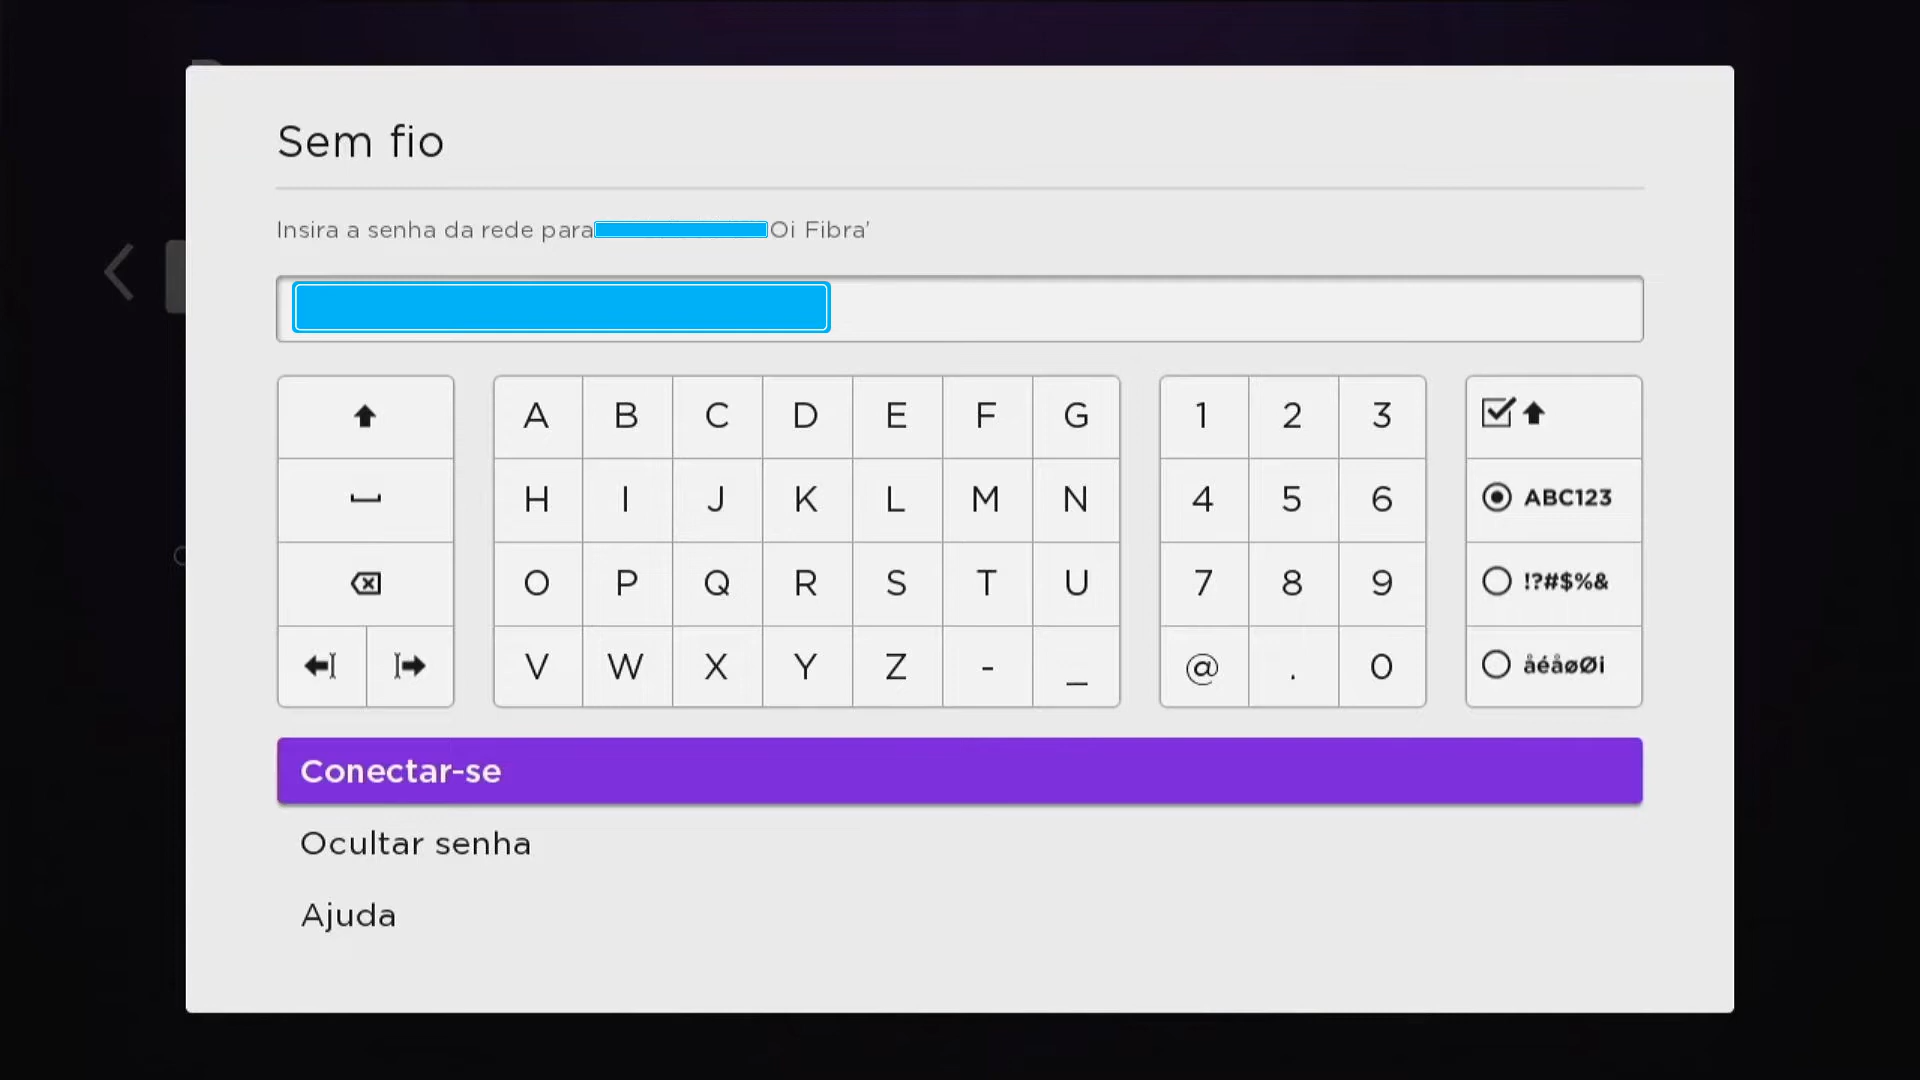 Sem fio
Insira a senha da rede para Oi Fibra'
A B C D E F G 1 2 3
H I J K L M N 4 5 6 ABC123
O P Q R S T U 7 8 9 !?#$%&
V W X Y Z - _ @ . 0 åéåøØi
Conectar-se
Ocultar senha
Ajuda